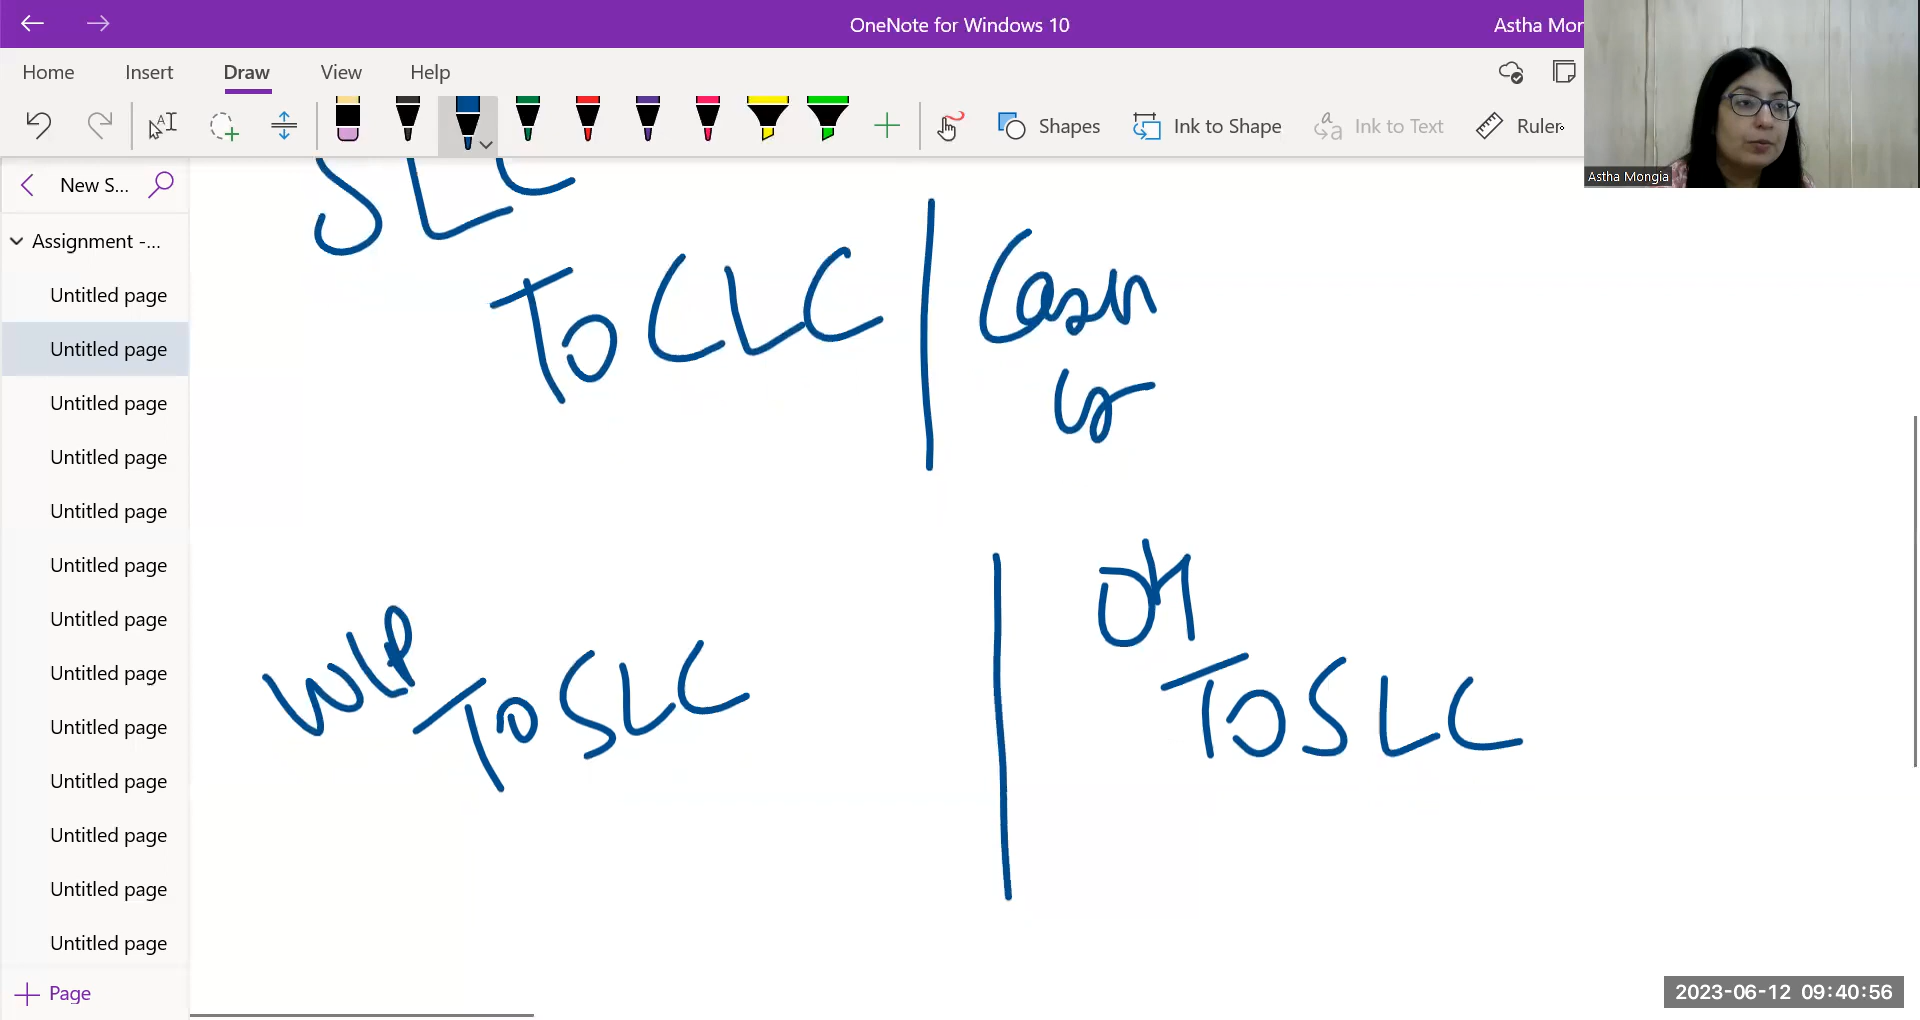 OneNote for Windows 10
Astha Mon
Home Insert Draw View Help
Shapes Ink to Shape Ink to Text Ruler
Astha Mongia
New S...
Assignment -...
Untitled page
Untitled page
Untitled page
Untitled page
Untitled page
Untitled page
Untitled page
Untitled page
Untitled page
Untitled page
Untitled page
Untitled page
Untitled page
Page
SLC
To CLC
Cash
WIP
To SLC
OH
To SLC
2023-06-12 09:40:56